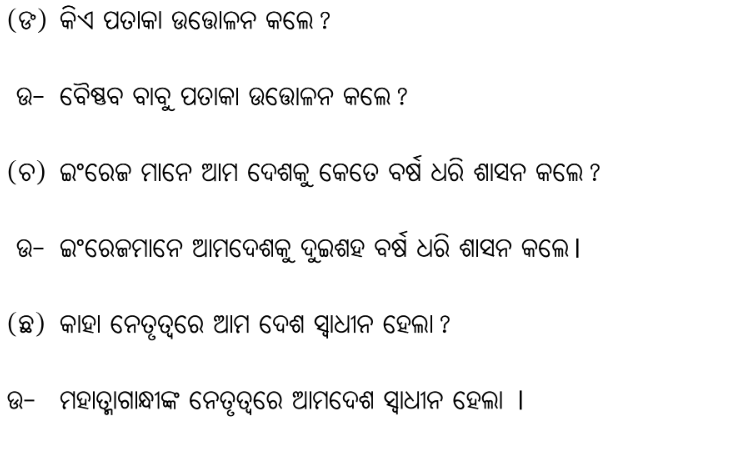 (ଙ) କିଏ ପତାକା ଉତ୍ତୋଳନ କଲେ ?
ଉ– ବୈଷ୍ଣବ ବାବୁ ପତାକା ଉତ୍ତୋଳନ କଲେ ?
(ଚ) ଇଂରେଜ ମାନେ ଆମ ଦେଶକୁ କେତେ ବର୍ଷ ଧରି ଶାସନ କଲେ ?
ଉ– ଇଂରେଜମାନେ ଆମଦେଶକୁ ଦୁଇଶହ ବର୍ଷ ଧରି ଶାସନ କଲେ।
(ଛ) କାହା ନେତୃତ୍ୱରେ ଆମ ଦେଶ ସ୍ୱାଧୀନ ହେଲା ?
ଉ– ମହାତ୍ମାଗାନ୍ଧୀଙ୍କ ନେତୃତ୍ୱରେ ଆମଦେଶ ସ୍ୱାଧୀନ ହେଲା ।